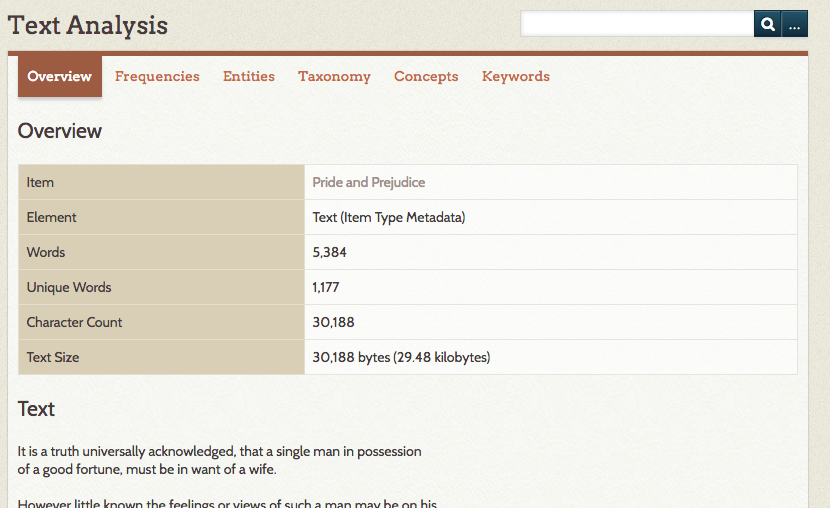 Text Analysis
...
Overview Frequencies Entities Taxonomy Concepts Keywords
Overview
Item Pride and Prejudice
Element Text (Item Type Metadata)
Words 5,384
Unique Words 1,177
Character Count 30,188
Text Size 30,188 bytes (29.48 kilobytes)
Text
It is a truth universally acknowledged, that a single man in possession
of a good fortune, must be in want of a wife.
However little known the feelings or views of such a man may be on his